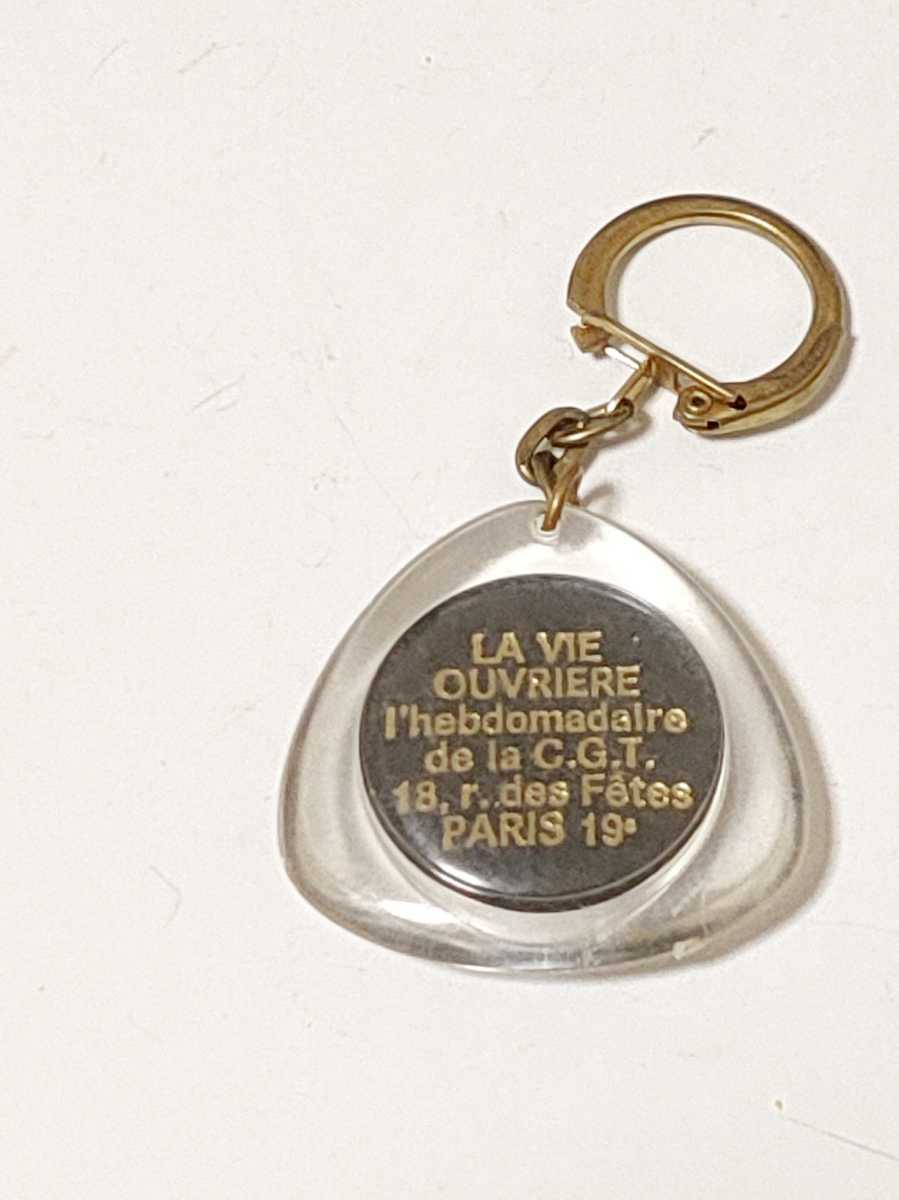 LA VIE
OUVRIERE
l'hebdomadaire
de la C.G.T.
18, r. des Fêtes
PARIS 19e